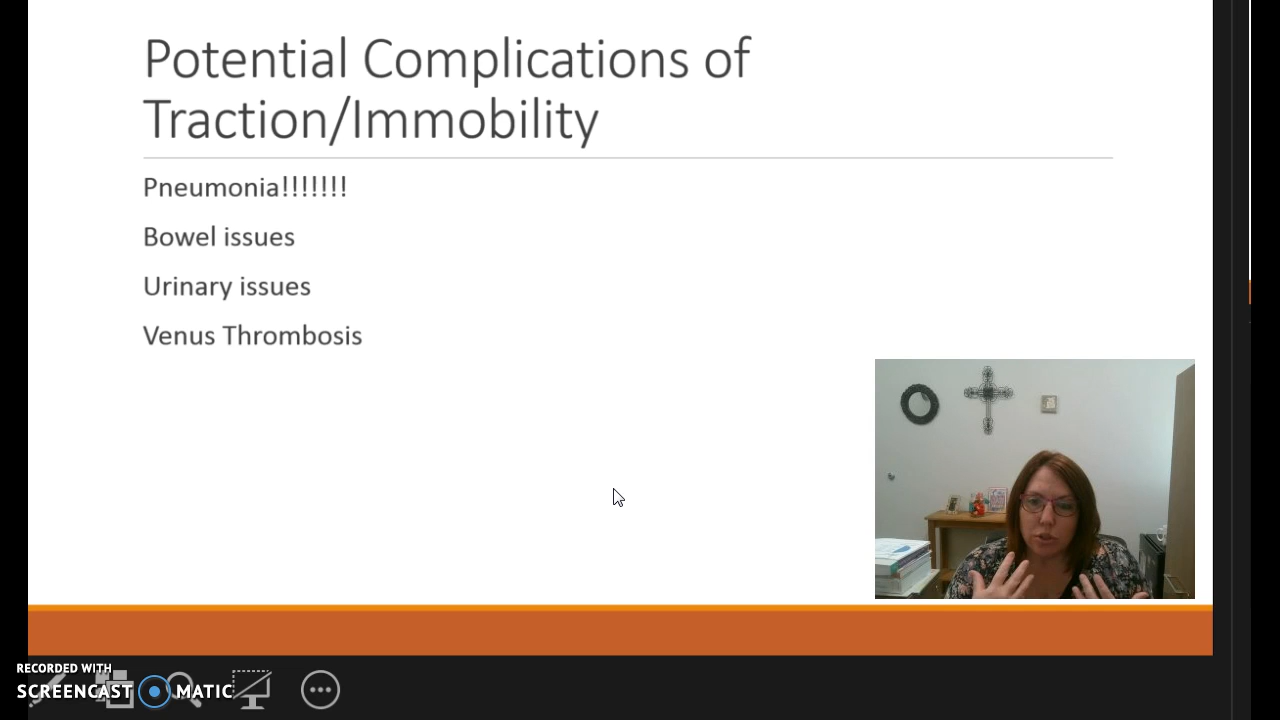 Potential Complications of
Traction/Immobility
Pneumonia!!!!!!!
Bowel issues
Urinary issues
Venus Thrombosis
RECORDED WITH
SCREENCAST MATIC